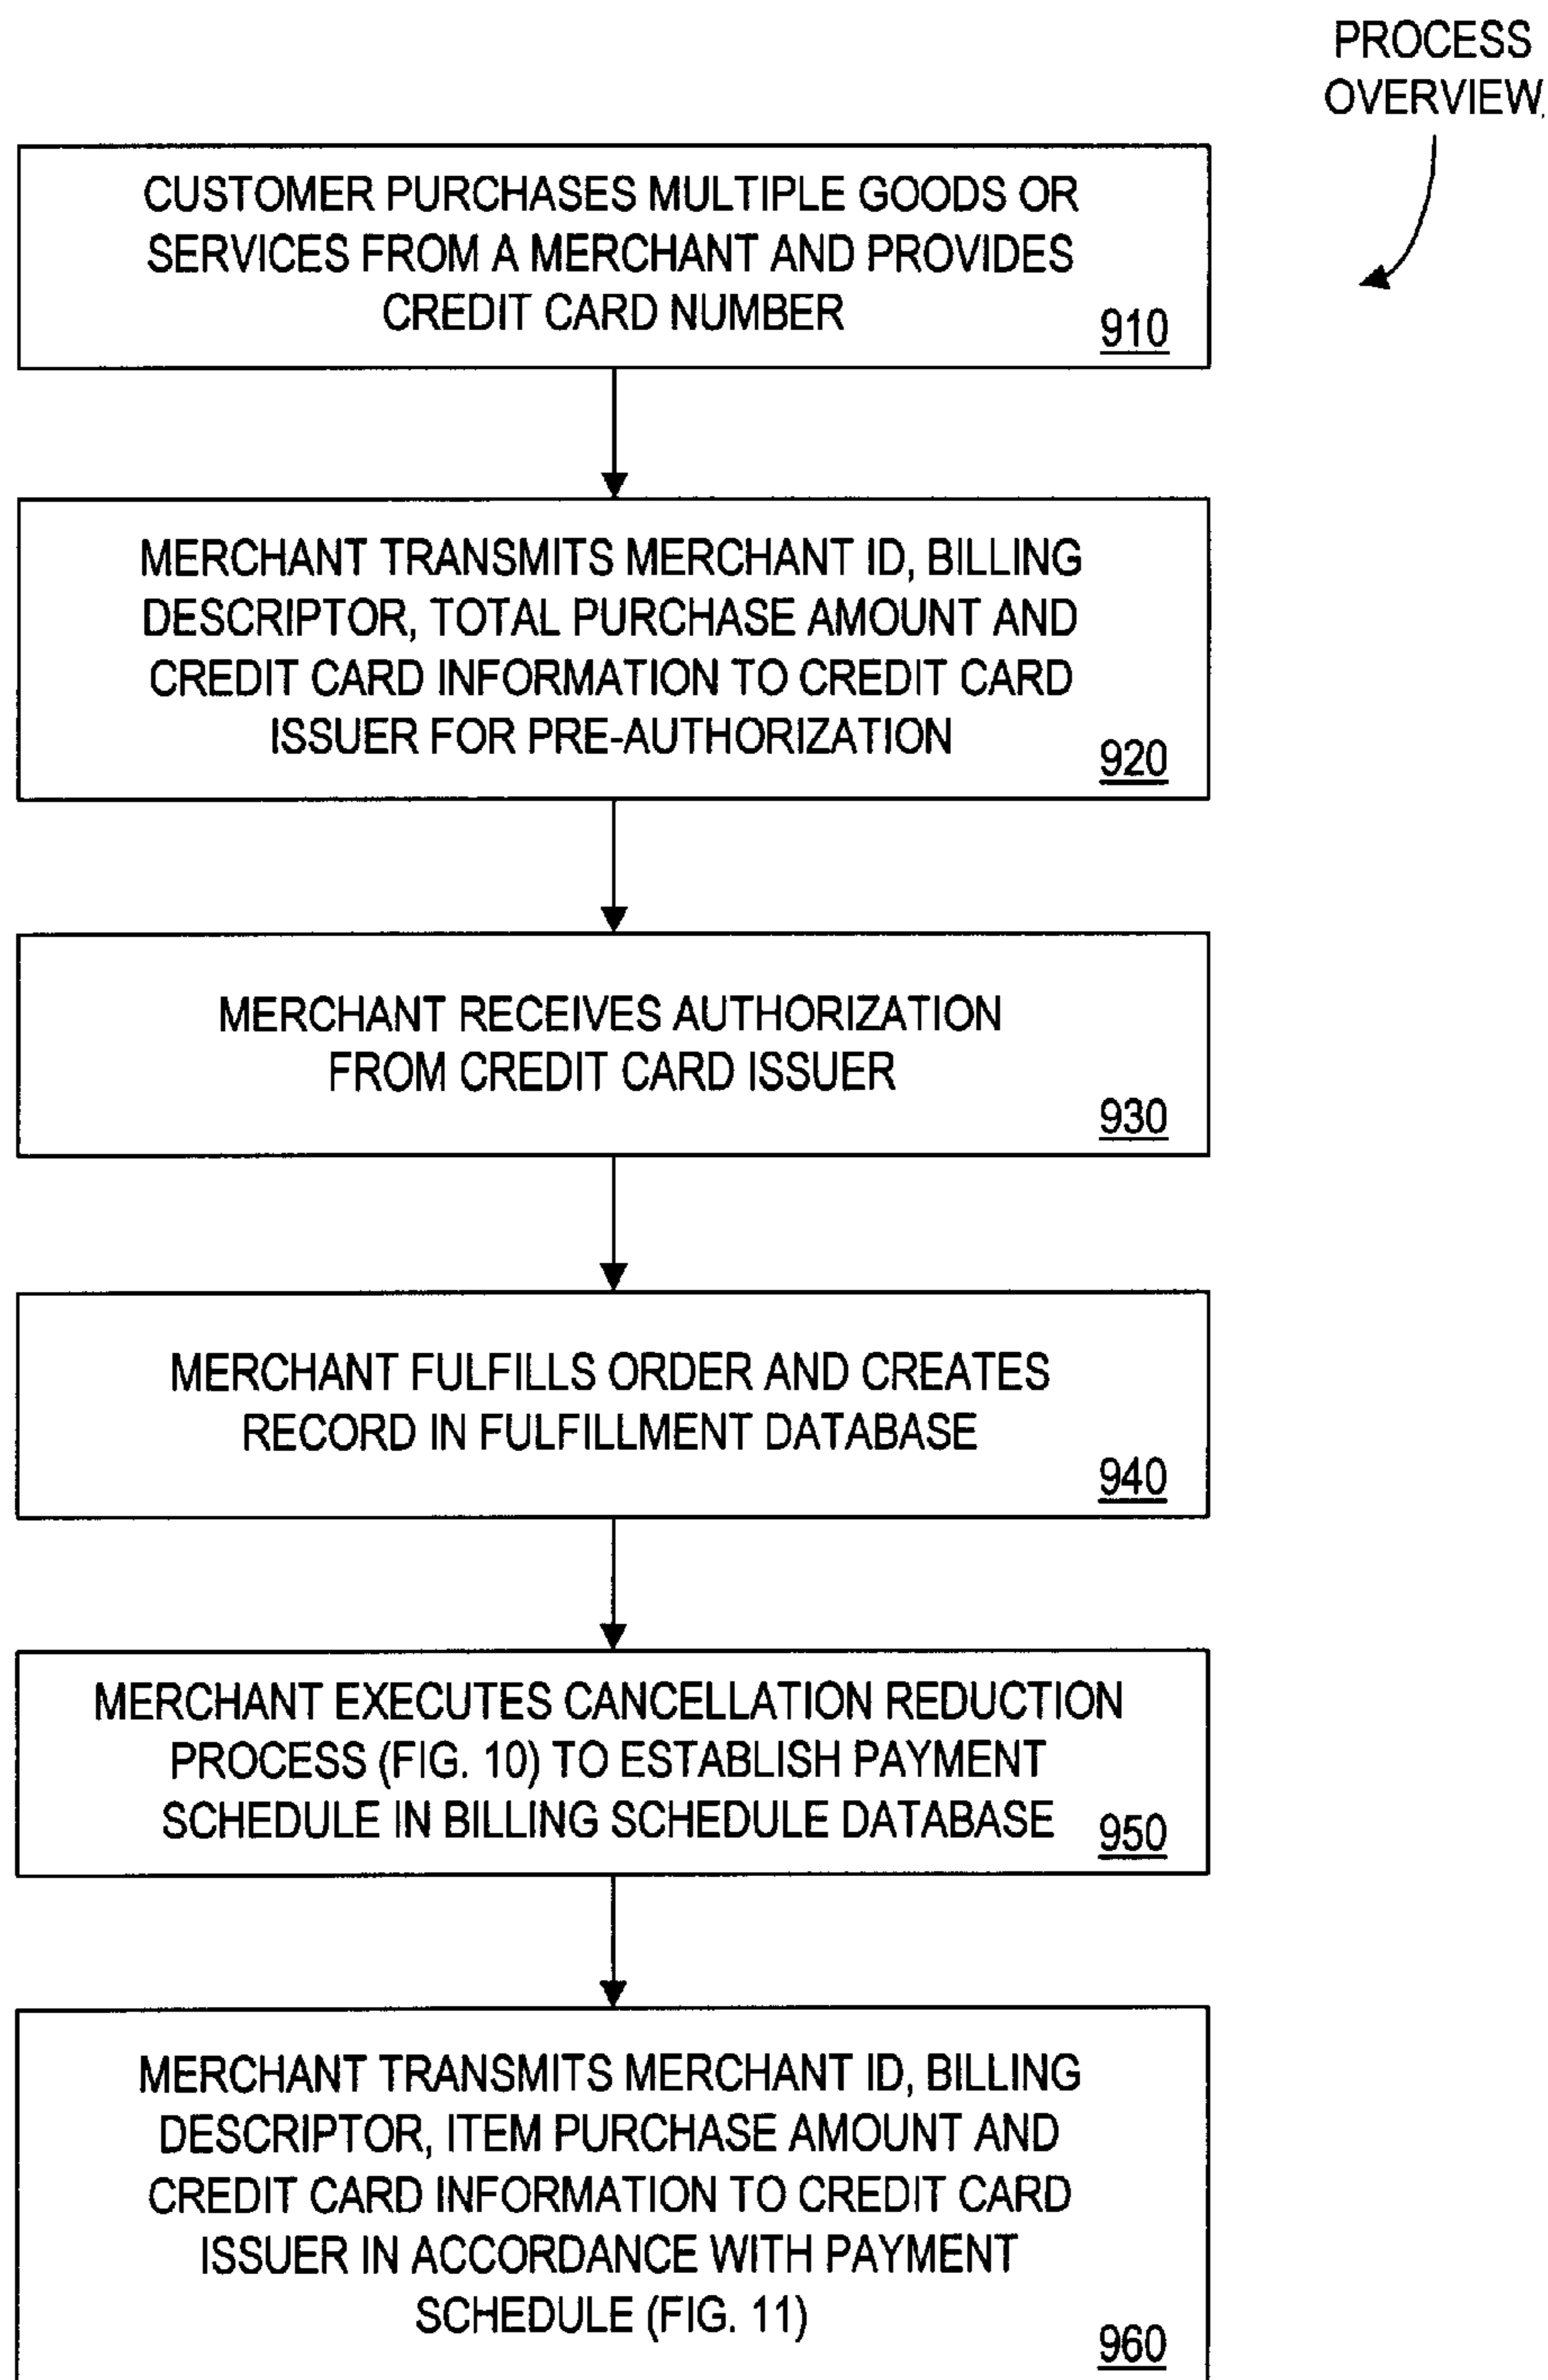 PROCESS
OVERVIEW
CUSTOMER PURCHASES MULTIPLE GOODS OR
SERVICES FROM A MERCHANT AND PROVIDES
CREDIT CARD NUMBER
910
MERCHANT TRANSMITS MERCHANT ID, BILLING
DESCRIPTOR, TOTAL PURCHASE AMOUNT AND
CREDIT CARD INFORMATION TO CREDIT CARD
ISSUER FOR PRE-AUTHORIZATION
920
MERCHANT RECEIVES AUTHORIZATION
FROM CREDIT CARD ISSUER
930
MERCHANT FULFILLS ORDER AND CREATES
RECORD IN FULFILLMENT DATABASE
940
MERCHANT EXECUTES CANCELLATION REDUCTION
PROCESS (FIG. 10) TO ESTABLISH PAYMENT
SCHEDULE IN BILLING SCHEDULE DATABASE
950
MERCHANT TRANSMITS MERCHANT ID, BILLING
DESCRIPTOR, ITEM PURCHASE AMOUNT AND
CREDIT CARD INFORMATION TO CREDIT CARD
ISSUER IN ACCORDANCE WITH PAYMENT
SCHEDULE (FIG. 11)
960